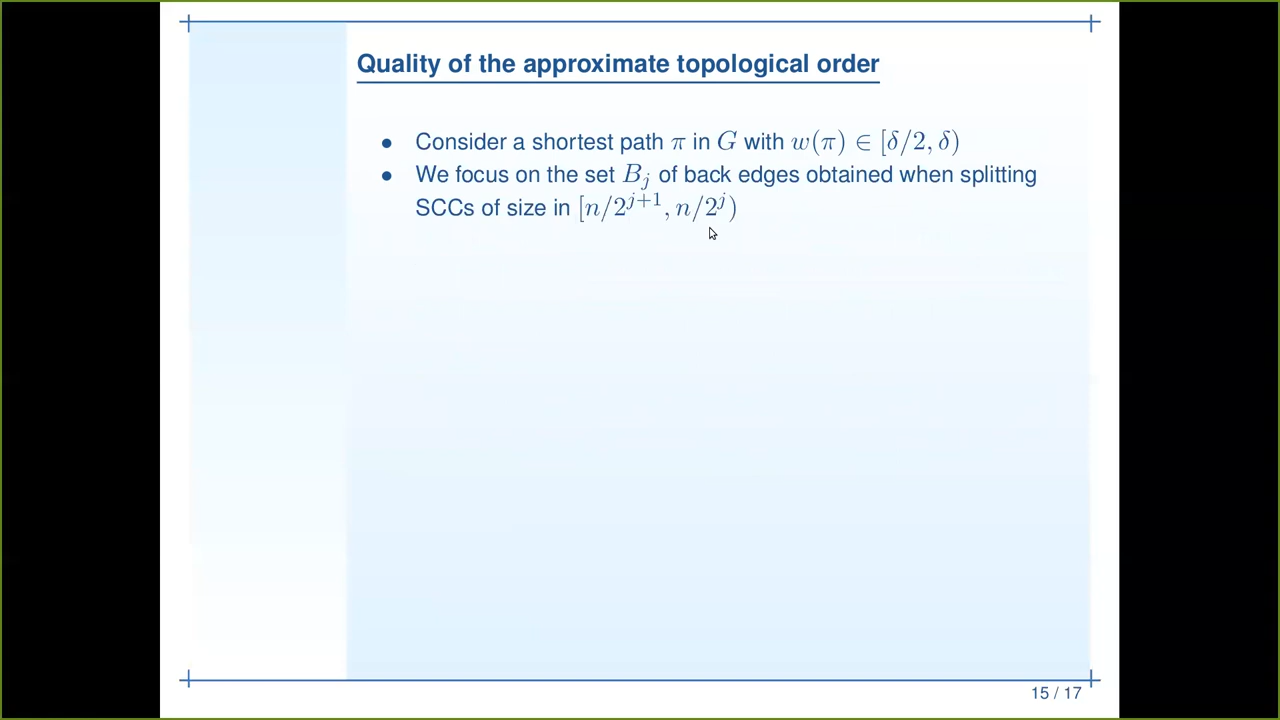 Quality of the approximate topological order
● Consider a shortest path π in G with w(π) ∈ [δ/2, δ)
● We focus on the set B_j of back edges obtained when splitting
SCCs of size in [n/2^{j+1}, n/2^j)
15 / 17